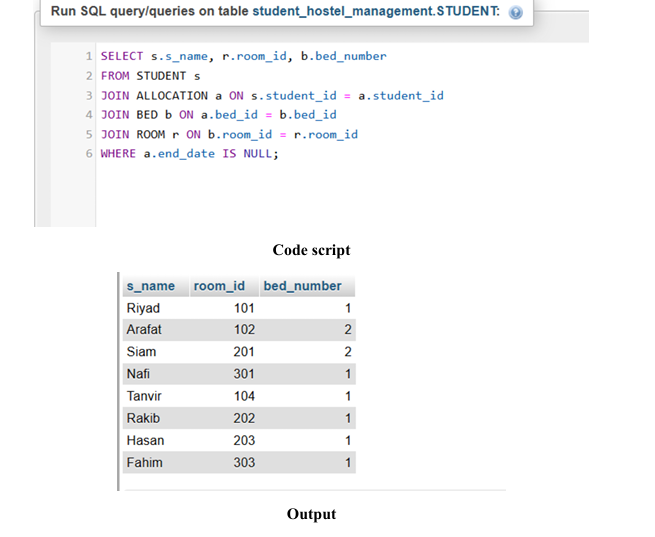 Run SQL query/queries on table student_hostel_management.STUDENT:
1 SELECT s.s_name, r.room_id, b.bed_number
2 FROM STUDENT s
3 JOIN ALLOCATION a ON s.student_id = a.student_id
4 JOIN BED b ON a.bed_id = b.bed_id
5 JOIN ROOM r ON b.room_id = r.room_id
6 WHERE a.end_date IS NULL;
Code script
s_name room_id bed_number
Riyad 101 1
Arafat 102 2
Siam 201 2
Nafi 301 1
Tanvir 104 1
Rakib 202 1
Hasan 203 1
Fahim 303 1
Output